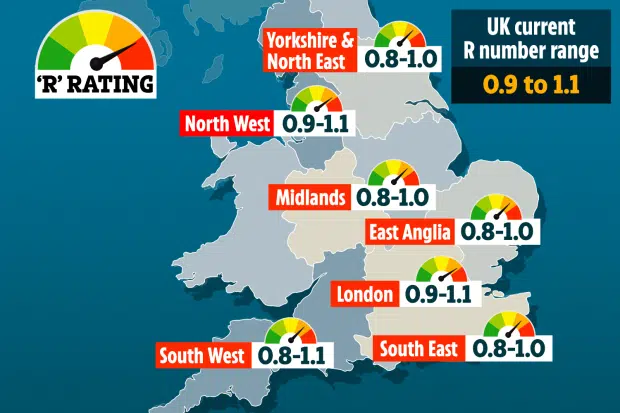 'R' RATING
UK current
R number range
0.9 to 1.1
Yorkshire &
North East 0.8-1.0
North West 0.9-1.1
Midlands 0.8-1.0
East Anglia 0.8-1.0
London 0.9-1.1
South West 0.8-1.1
South East 0.8-1.0